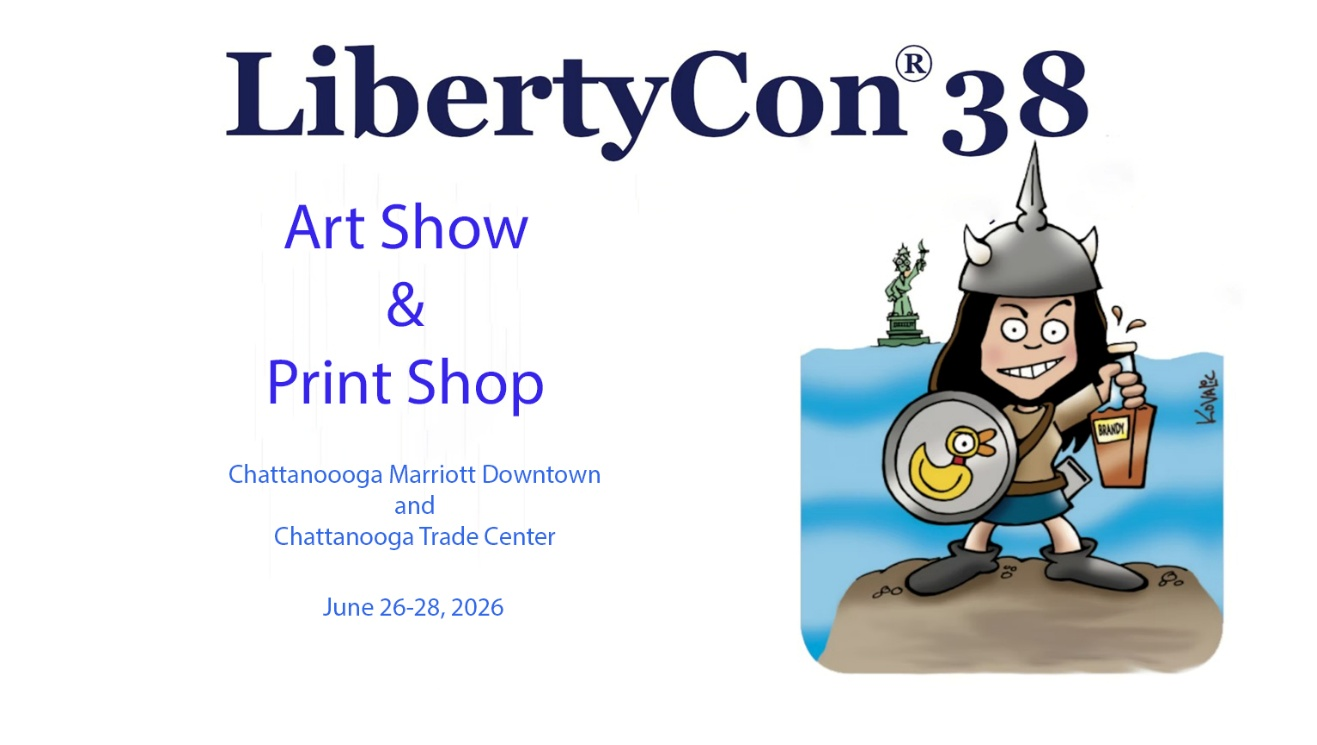 LibertyCon® 38
Art Show
&
Print Shop
Chattanoooga Marriott Downtown
and
Chattanooga Trade Center
June 26-28, 2026
BRANDY
KOVALIC